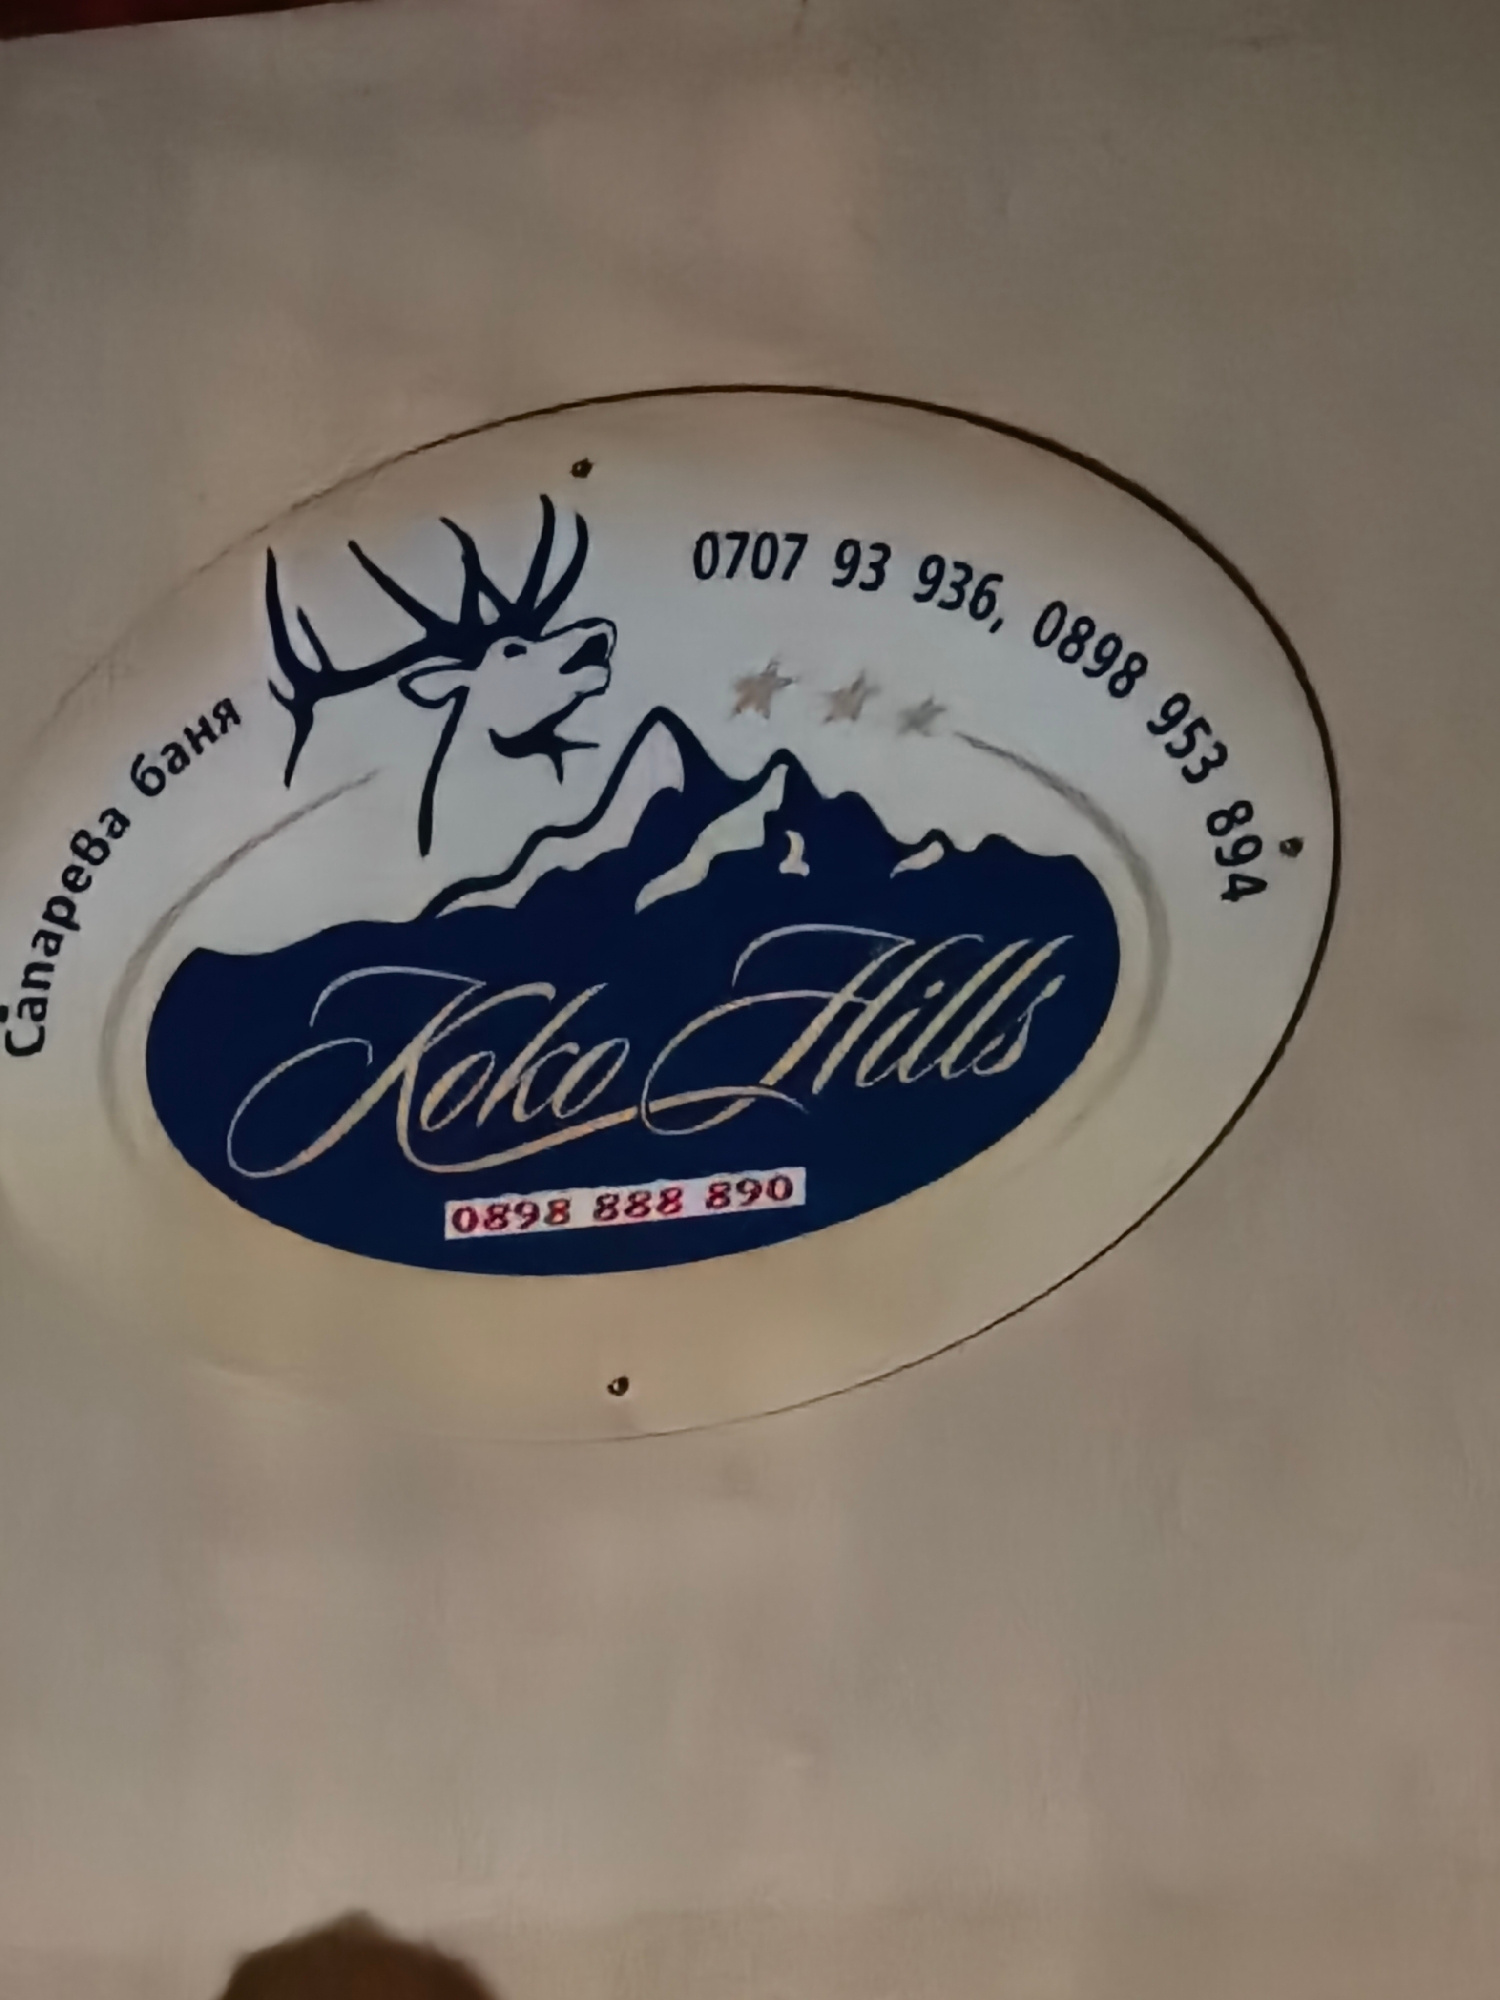 Сапарева баня
0707 93 936, 0898 953 894
Koko Hills
0898 888 890